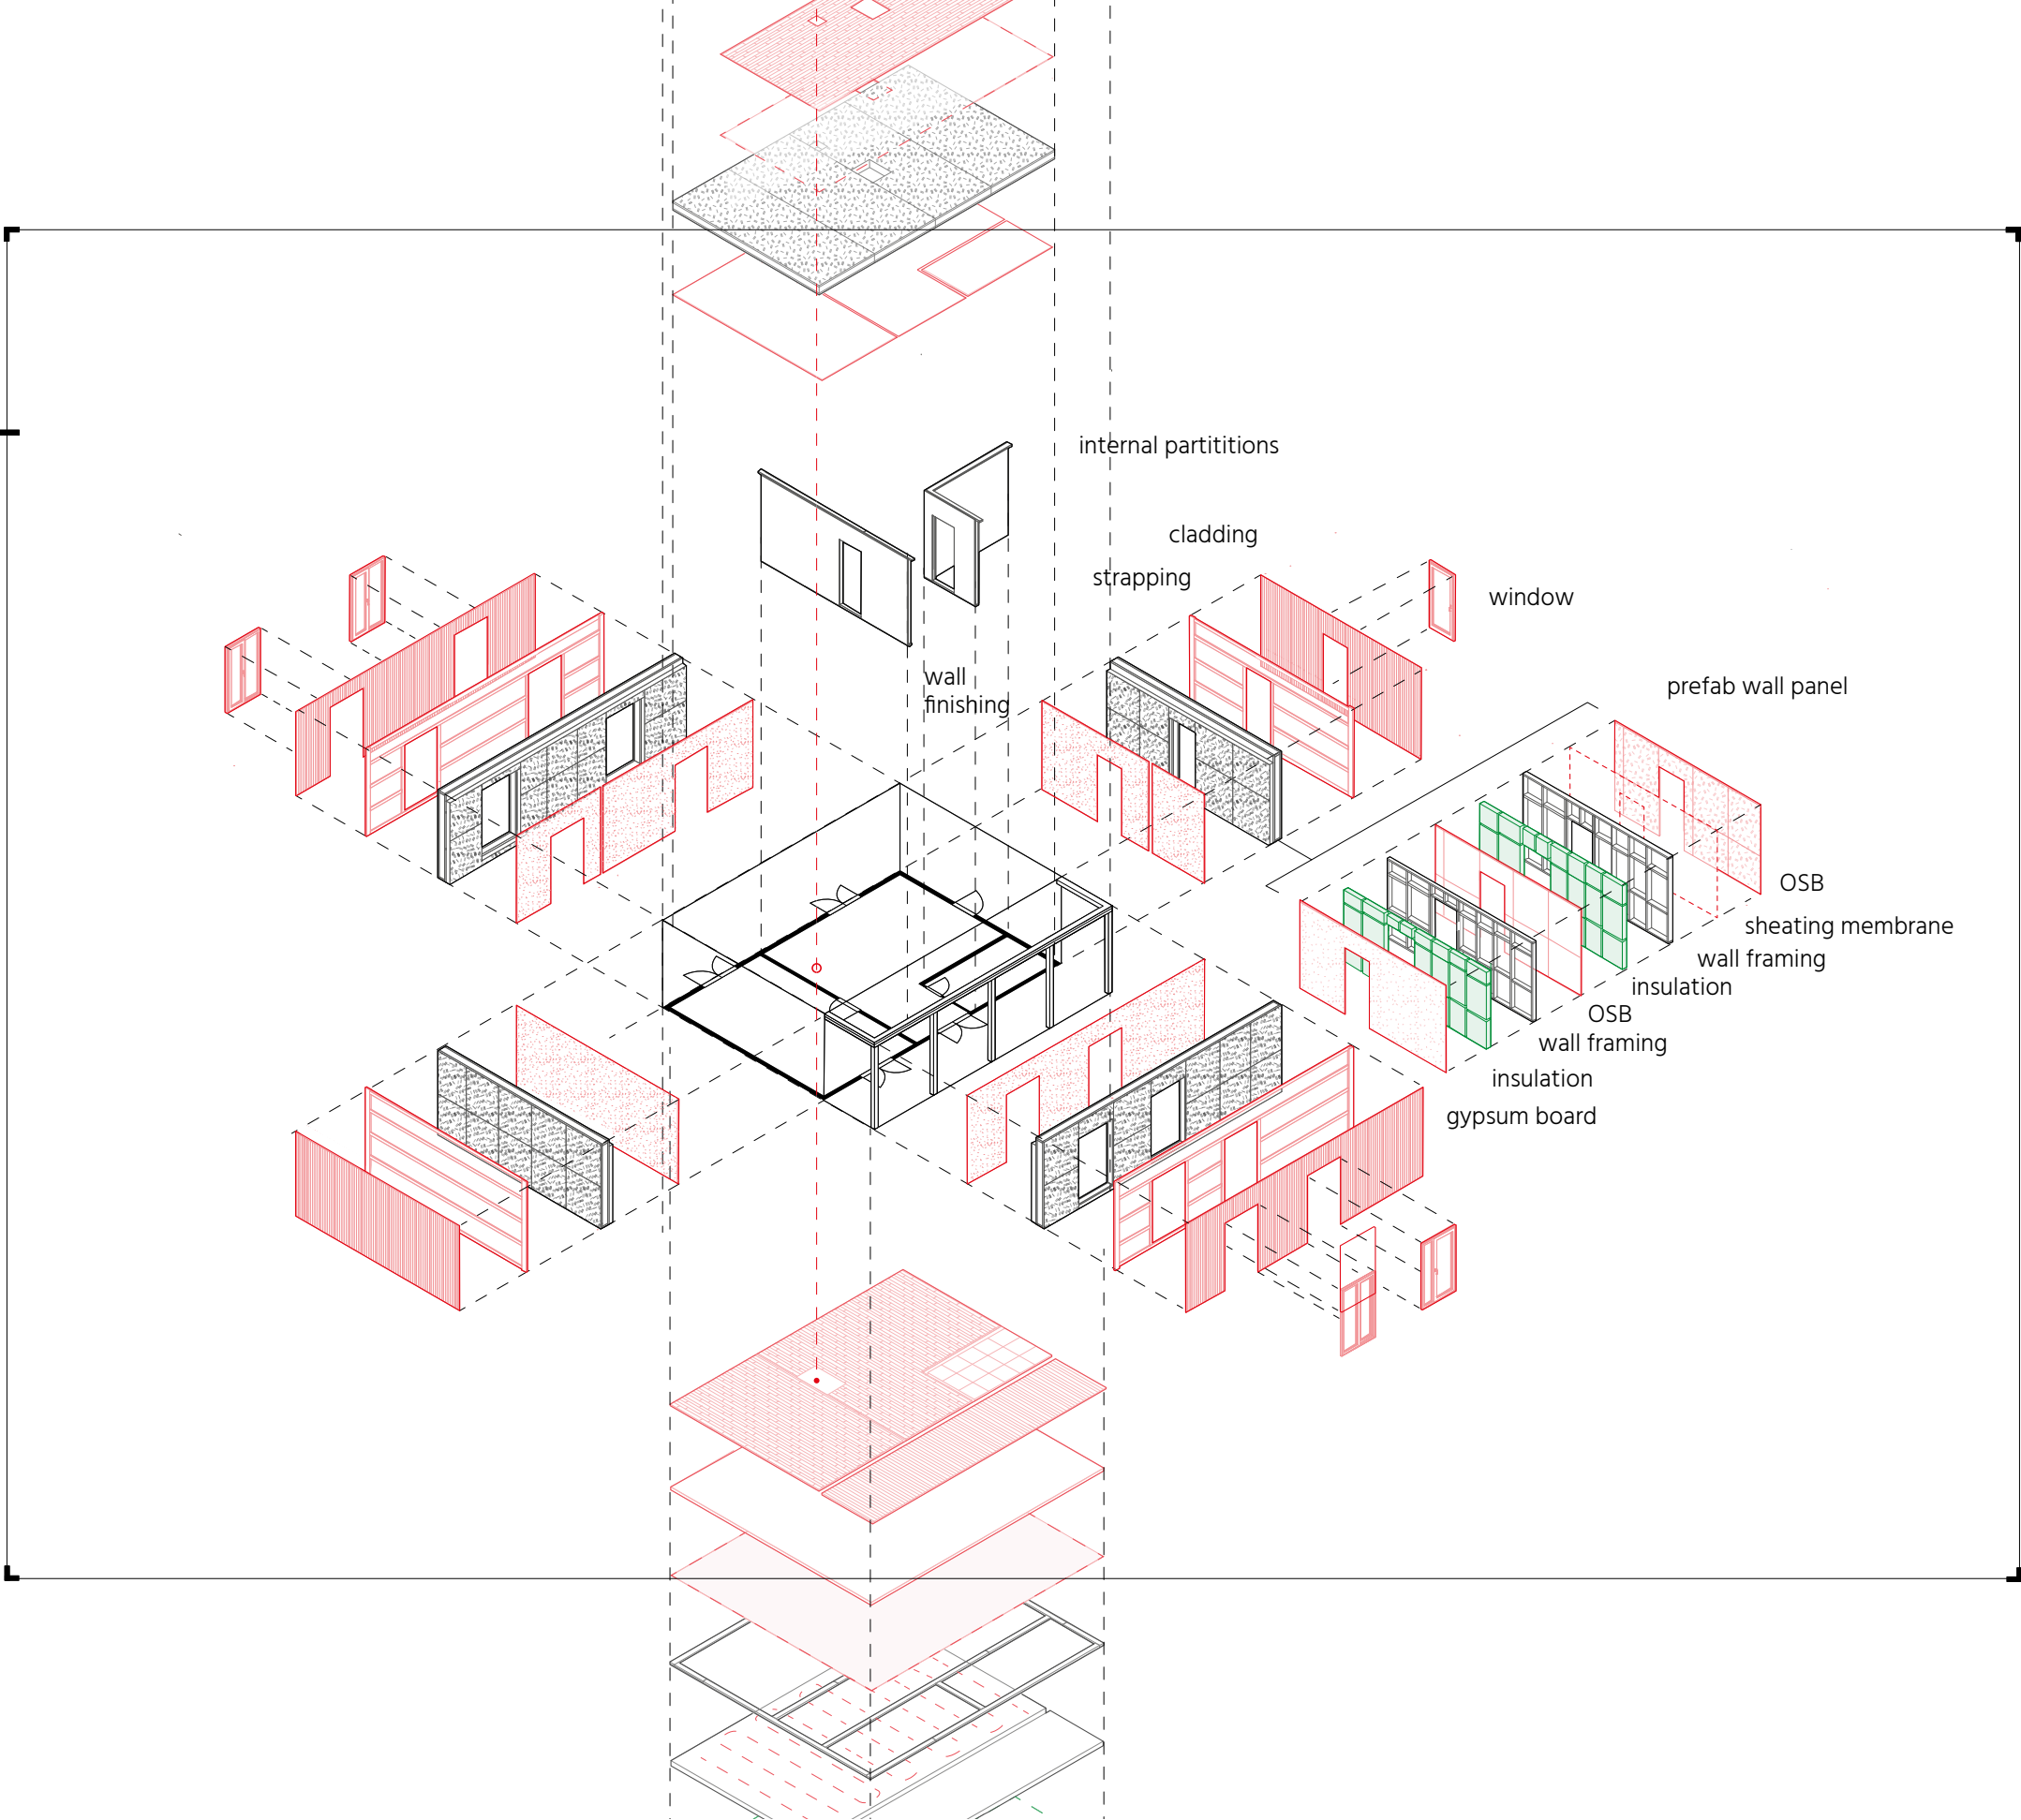 internal partititions
cladding
strapping
window
wall
finishing
prefab wall panel
OSB
sheating membrane
wall framing
insulation
OSB
wall framing
insulation
gypsum board